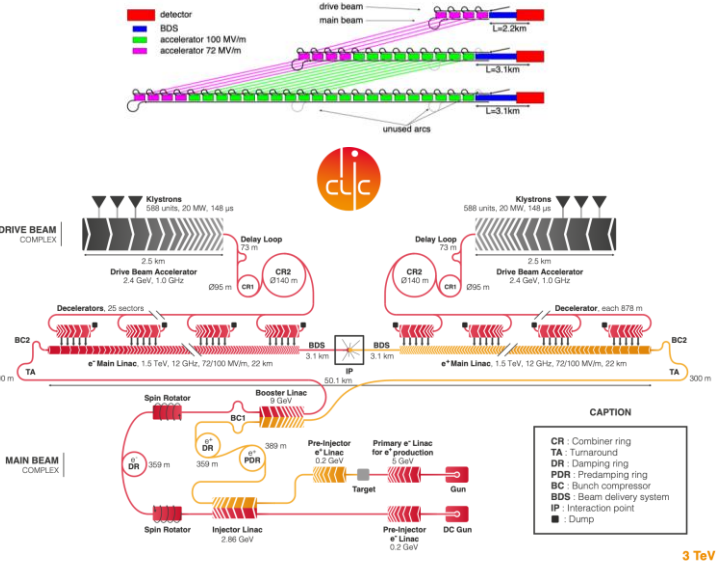 drive beam
detector
main beam
BDS
accelerator 100 MV/m
L=2.2km
accelerator 72 MV/m
L=3.1km
L=3.1km
unused arcs
clic
Klystrons
588 units, 20 MW, 148 µs
Klystrons
588 units, 20 MW, 148 µs
DRIVE BEAM
COMPLEX
Delay Loop
73 m
Delay Loop
73 m
2.5 km
2.5 km
Drive Beam Accelerator
2.4 GeV, 1.0 GHz
CR2
Ø140 m
CR1
Ø95 m
CR2
Ø140 m
CR1
Ø95 m
Drive Beam Accelerator
2.4 GeV, 1.0 GHz
Decelerators, 25 sectors
Decelerator, each 878 m
BC2
BDS
3.1 km
BDS
3.1 km
BC2
e⁻ Main Linac, 1.5 TeV, 12 GHz, 72/100 MV/m, 22 km
IP
e⁺ Main Linac, 1.5 TeV, 12 GHz, 72/100 MV/m, 22 km
TA
TA
300 m
50.1 km
Booster Linac
9 GeV
Spin Rotator
BC1
CAPTION
MAIN BEAM
COMPLEX
e⁻
DR
359 m
e⁺
DR
359 m
389 m
e⁺
PDR
Pre-Injector
e⁺ Linac
0.2 GeV
Primary e⁻ Linac
for e⁺ production
5 GeV
Target
Gun
Spin Rotator
Injector Linac
2.86 GeV
Pre-Injector
e⁻ Linac
0.2 GeV
DC Gun
CR : Combiner ring
TA : Turnaround
DR : Damping ring
PDR : Predamping ring
BC : Bunch compressor
BDS : Beam delivery system
IP : Interaction point
: Dump
3 TeV